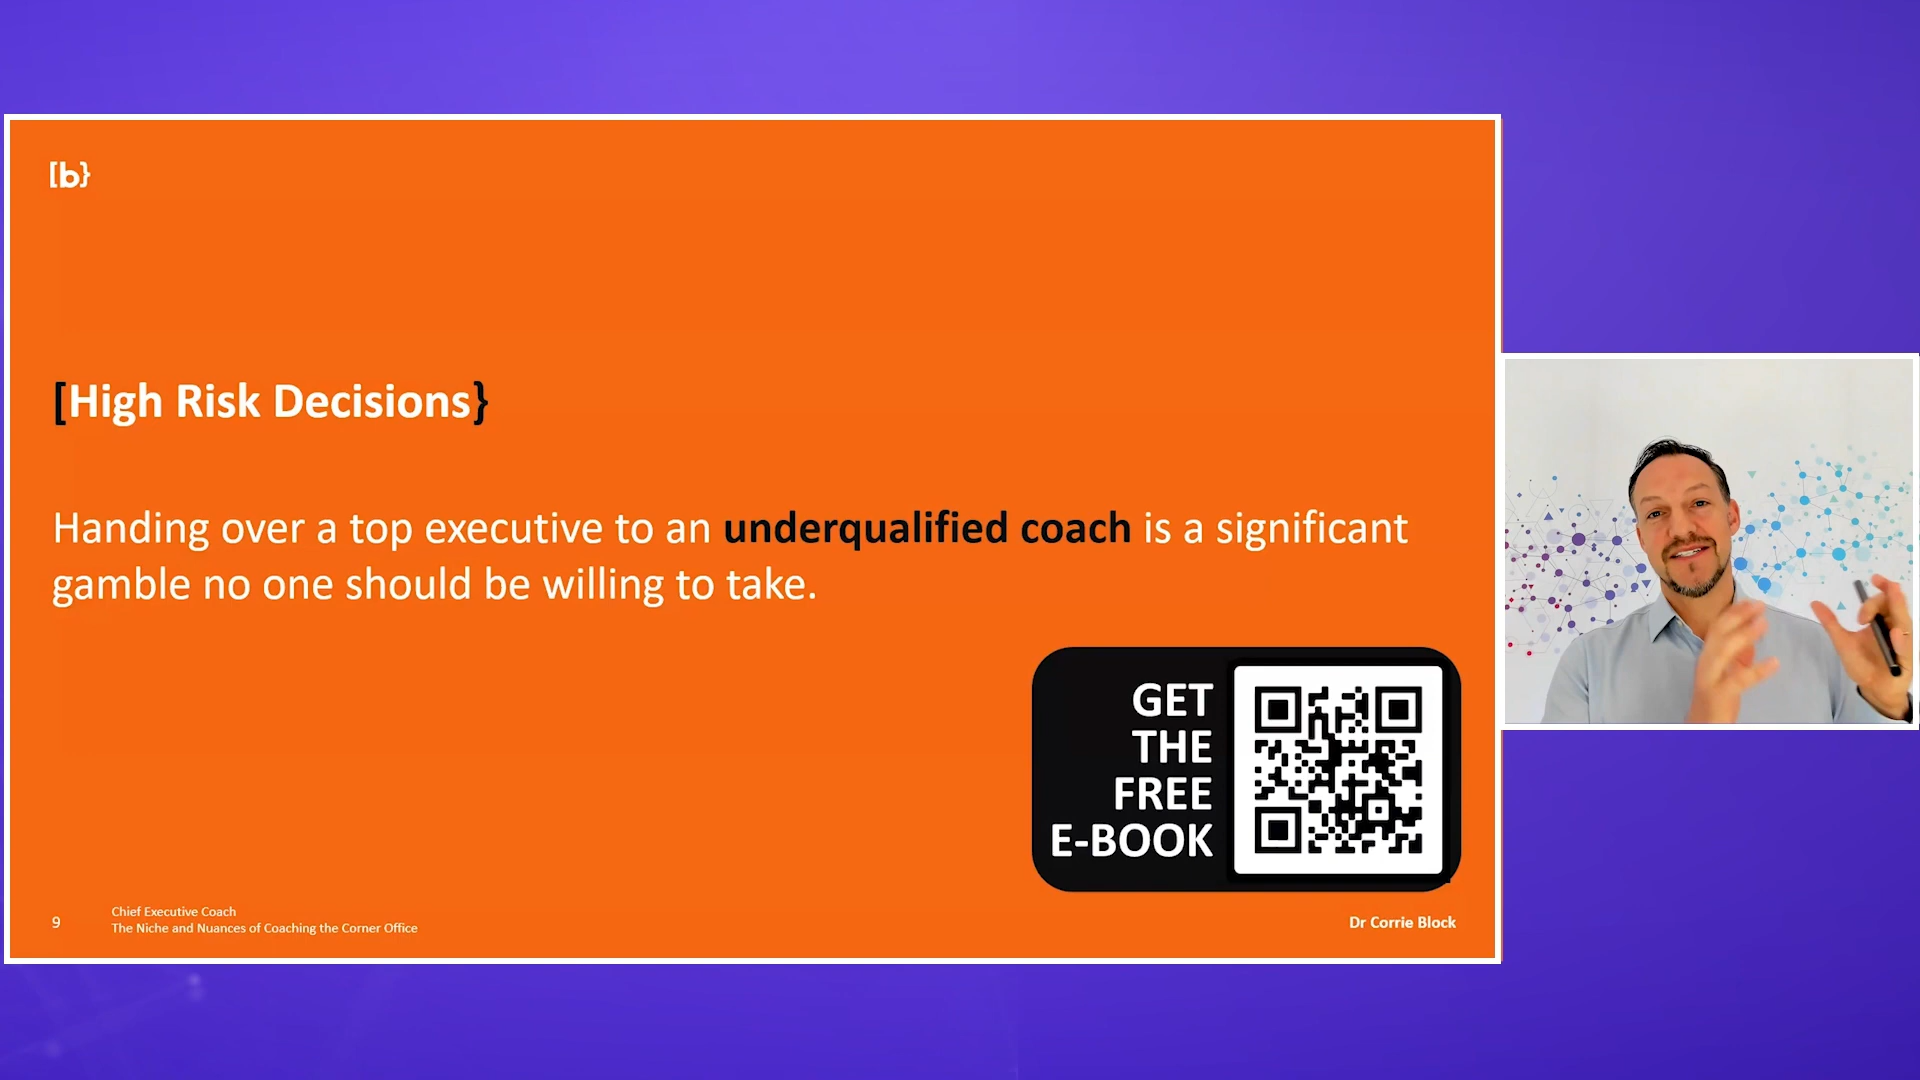 [b}
[High Risk Decisions}
Handing over a top executive to an underqualified coach is a significant
gamble no one should be willing to take.
GET
THE
FREE
E-BOOK
9
Chief Executive Coach
The Niche and Nuances of Coaching the Corner Office
Dr Corrie Block